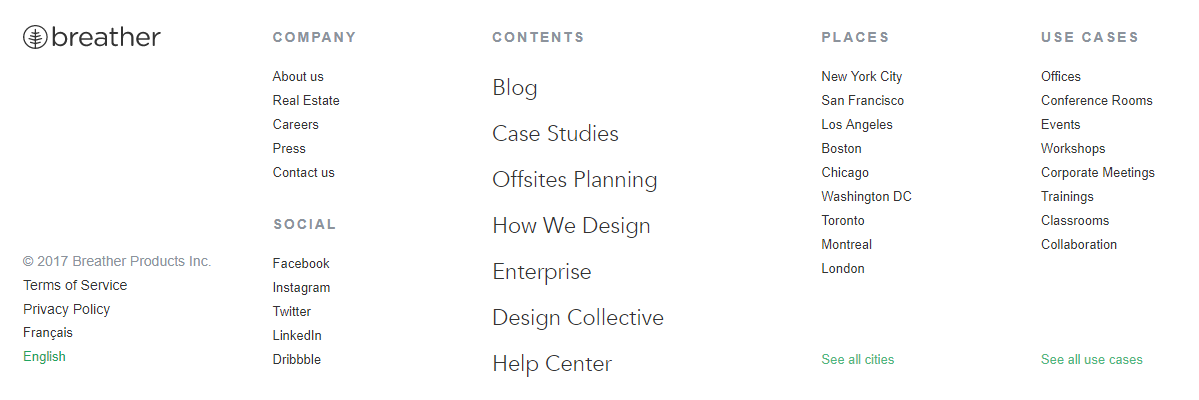 breather
COMPANY
About us
Real Estate
Careers
Press
Contact us
SOCIAL
Facebook
Instagram
Twitter
LinkedIn
Dribbble
CONTENTS
Blog
Case Studies
Offsites Planning
How We Design
Enterprise
Design Collective
Help Center
PLACES
New York City
San Francisco
Los Angeles
Boston
Chicago
Washington DC
Toronto
Montreal
London
See all cities
USE CASES
Offices
Conference Rooms
Events
Workshops
Corporate Meetings
Trainings
Classrooms
Collaboration
See all use cases
© 2017 Breather Products Inc.
Terms of Service
Privacy Policy
Français
English